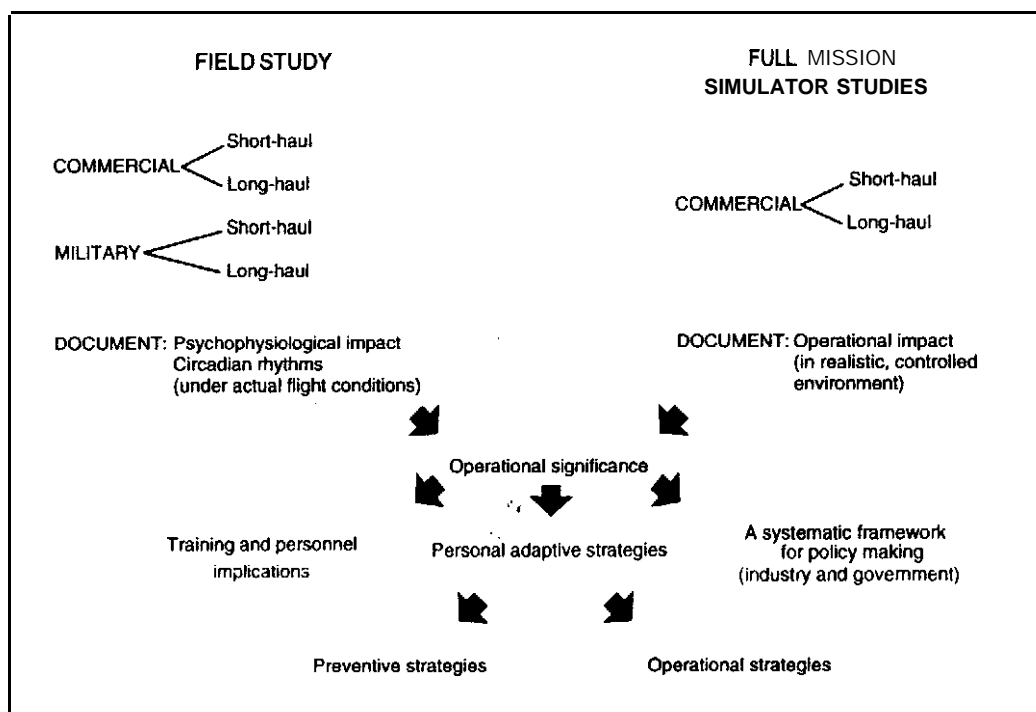 FIELD STUDY
COMMERCIAL
Short-haul
Long-haul
MILITARY
Short-haul
Long-haul
DOCUMENT: Psychophysiological impact
Circadian rhythms
(under actual flight conditions)
FULL MISSION
SIMULATOR STUDIES
COMMERCIAL
Short-haul
Long-haul
DOCUMENT: Operational impact
(in realistic, controlled
environment)
Operational significance
Training and personnel
implications
Personal adaptive strategies
A systematic framework
for policy making
(industry and government)
Preventive strategies
Operational strategies